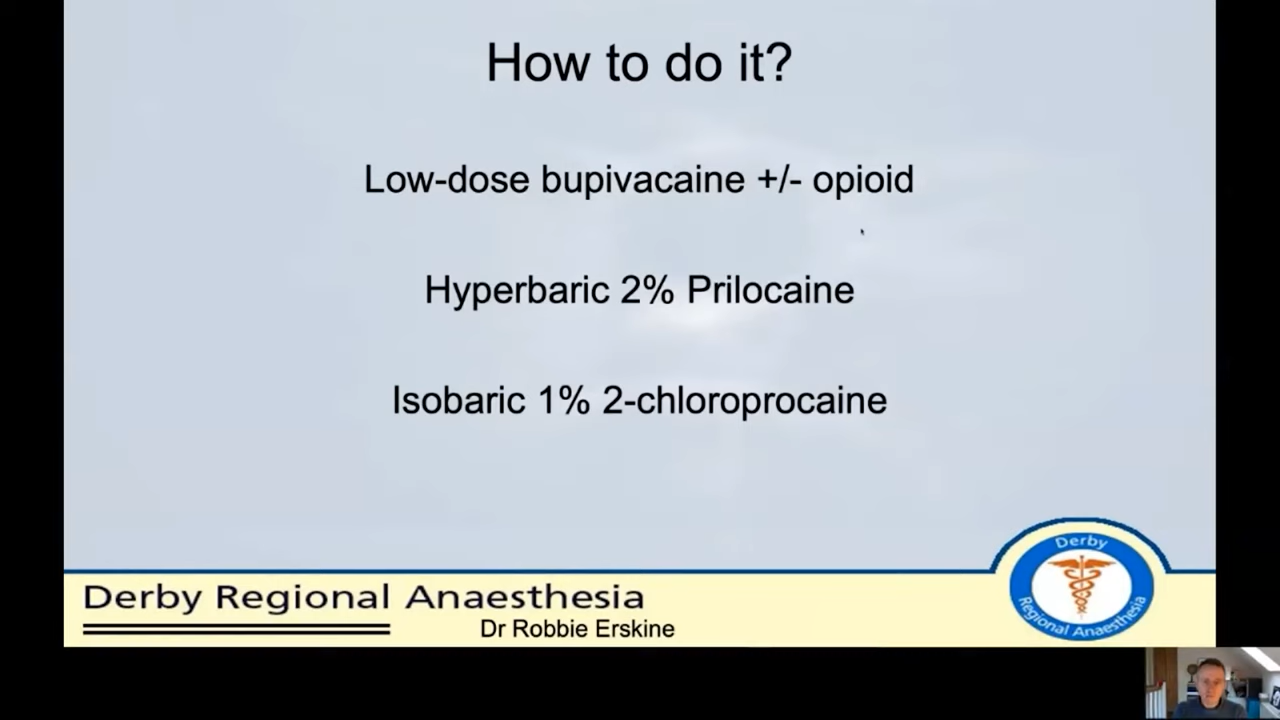 How to do it?
Low-dose bupivacaine +/- opioid
Hyperbaric 2% Prilocaine
Isobaric 1% 2-chloroprocaine
Derby Regional Anaesthesia
Dr Robbie Erskine
Derby
Regional Anaesthesia